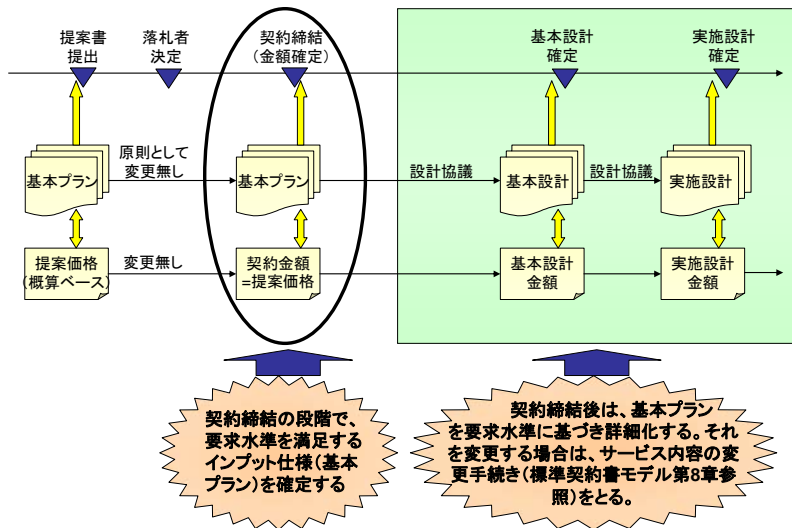 提案書
提出
落札者
決定
契約締結
(金額確定)
基本設計
確定
実施設計
確定
基本プラン
原則として
変更無し
基本プラン
設計協議
基本設計
設計協議
実施設計
提案価格
(概算ベース)
変更無し
契約金額
=提案価格
基本設計
金額
実施設計
金額
契約締結の段階で、
要求水準を満足する
インプット仕様(基本
プラン)を確定する
契約締結後は、基本プラン
を要求水準に基づき詳細化する。それ
を変更する場合は、サービス内容の変
更手続き(標準契約書モデル第8章参
照)をとる。